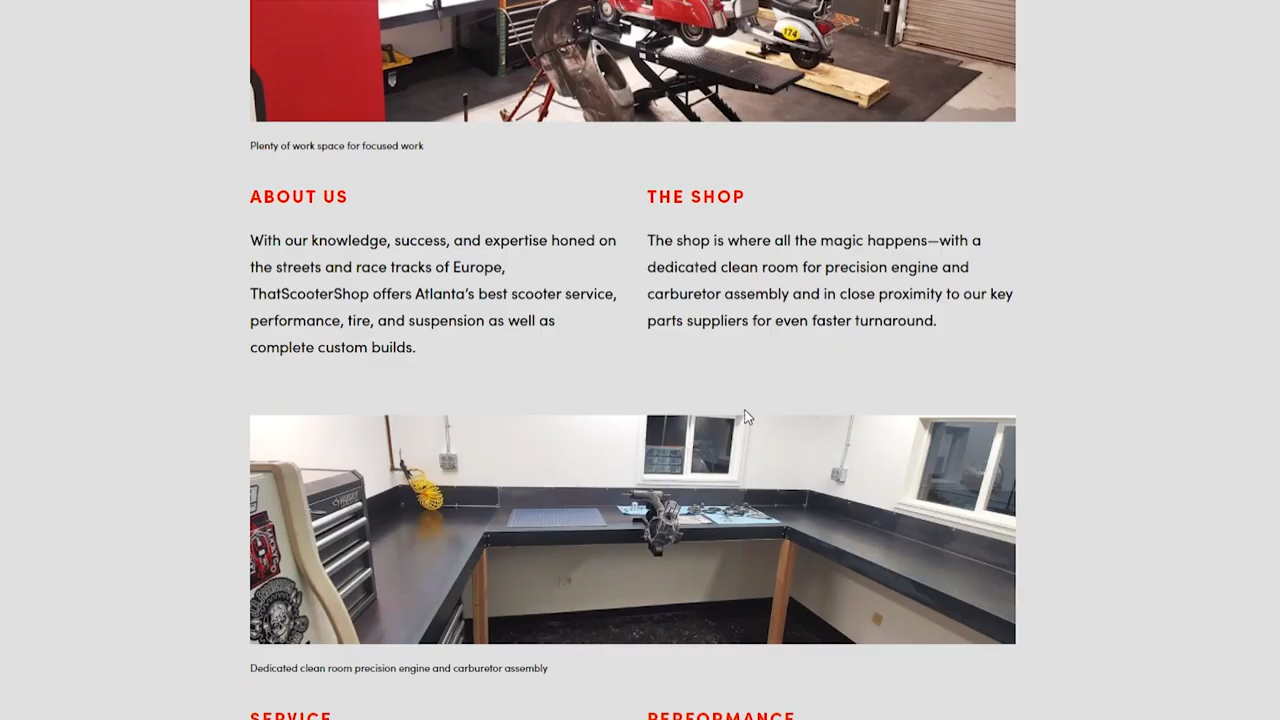 174
Plenty of work space for focused work
ABOUT US
With our knowledge, success, and expertise honed on
the streets and race tracks of Europe,
ThatScooterShop offers Atlanta's best scooter service,
performance, tire, and suspension as well as
complete custom builds.
THE SHOP
The shop is where all the magic happens—with a
dedicated clean room for precision engine and
carburetor assembly and in close proximity to our key
parts suppliers for even faster turnaround.
HUSKY
Dedicated clean room precision engine and carburetor assembly
SERVICE
PERFORMANCE